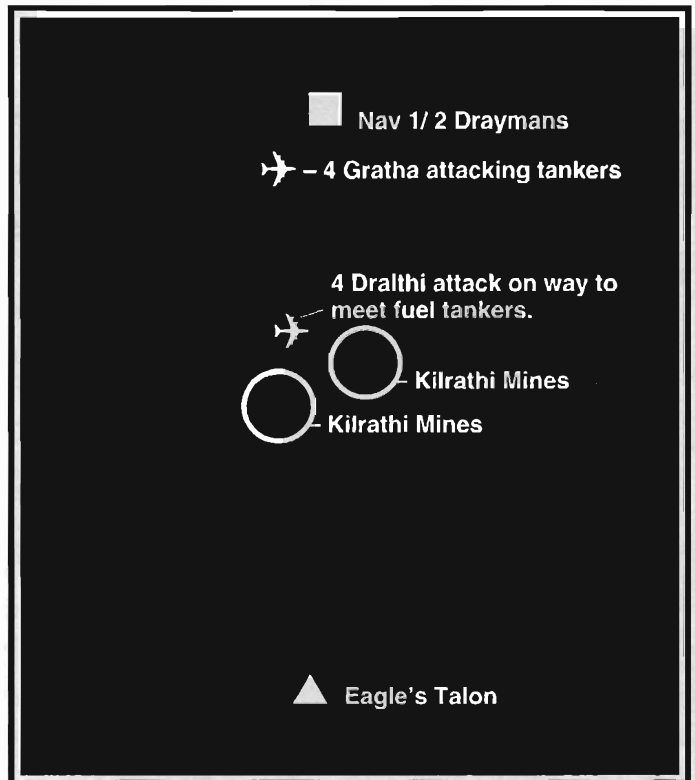 Nav 1/ 2 Draymans
– 4 Gratha attacking tankers
4 Dralthi attack on way to
meet fuel tankers.
Kilrathi Mines
Kilrathi Mines
Eagle's Talon